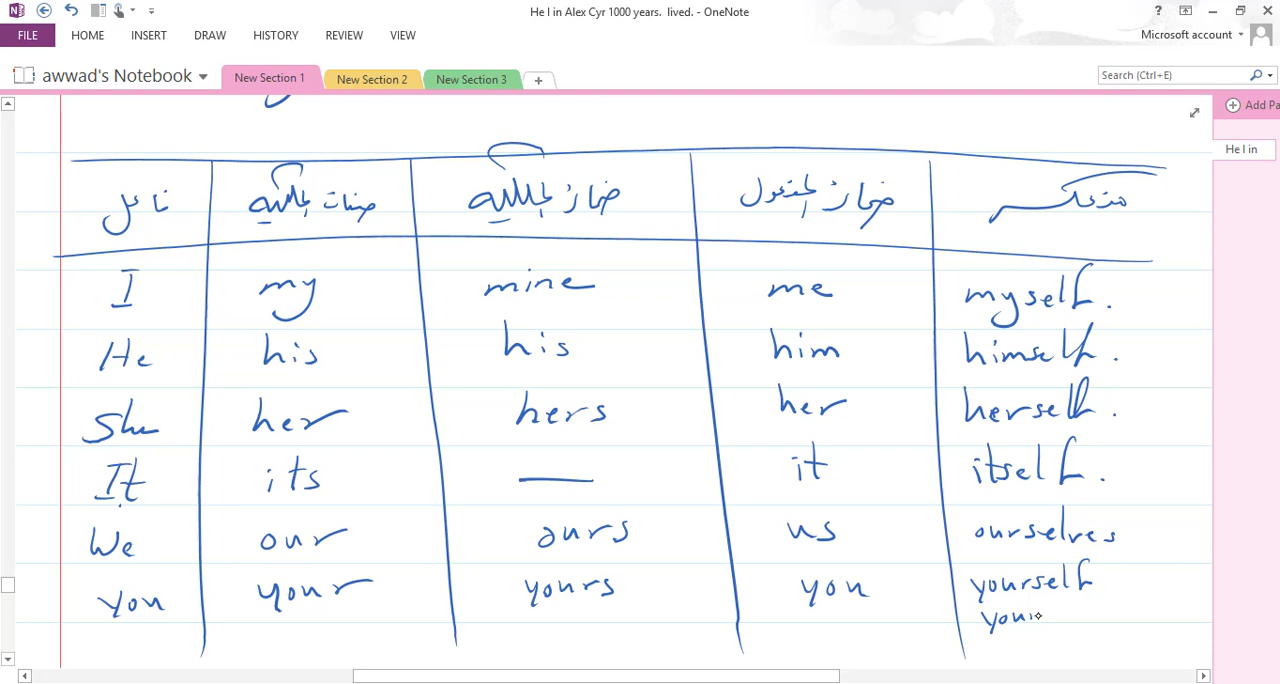 He I in Alex Cyr 1000 years. lived. - OneNote
FILE HOME INSERT DRAW HISTORY REVIEW VIEW
Microsoft account
awwad's Notebook New Section 1 New Section 2 New Section 3 +
Search (Ctrl+E)
Add Pa
He I in
فاعل صفات الملكية ضمائر الملكية ضمائر المفعول منعكس
I my mine me myself.
He his his him himself.
She her hers her herself.
It its — it itself.
We our ours us ourselves
you your yours you yourself
your